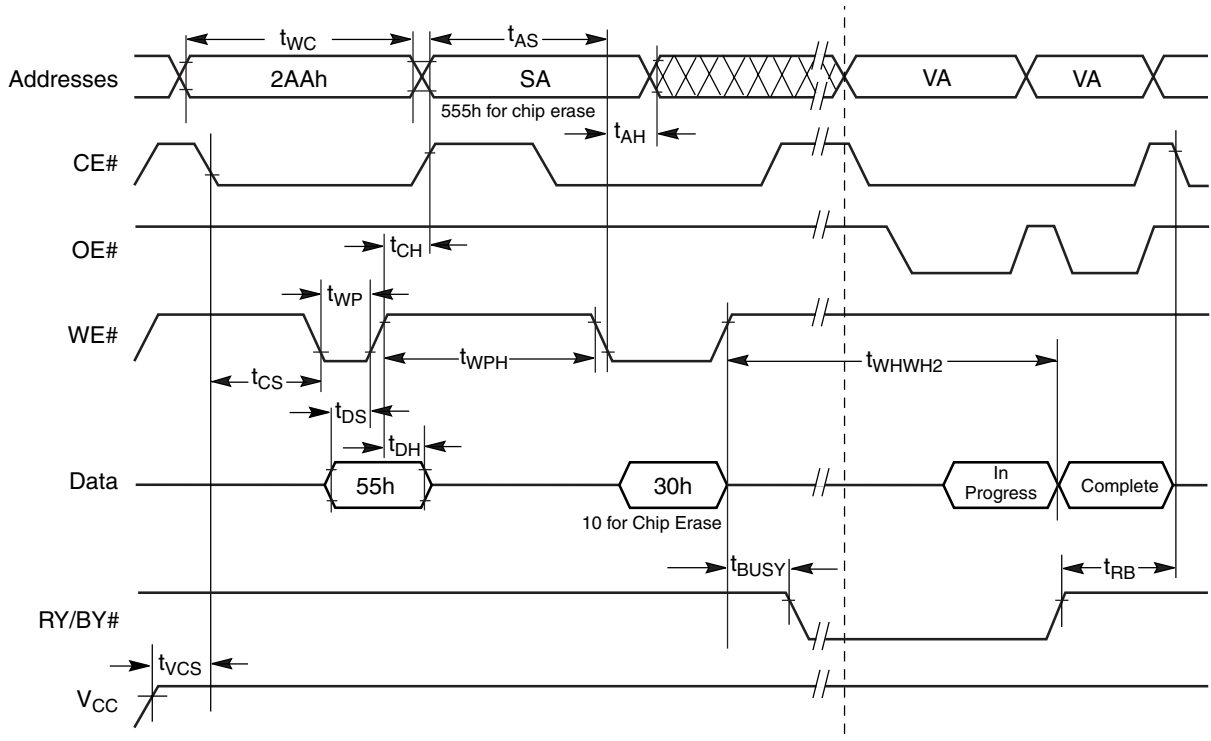 tWC
tAS
Addresses
2AAh
SA
VA
VA
555h for chip erase
tAH
CE#
OE#
tCH
tWP
WE#
tWPH
tWHWH2
tCS
tDS
tDH
Data
55h
30h
In
Progress
Complete
10 for Chip Erase
tBUSY
tRB
RY/BY#
tVCS
VCC